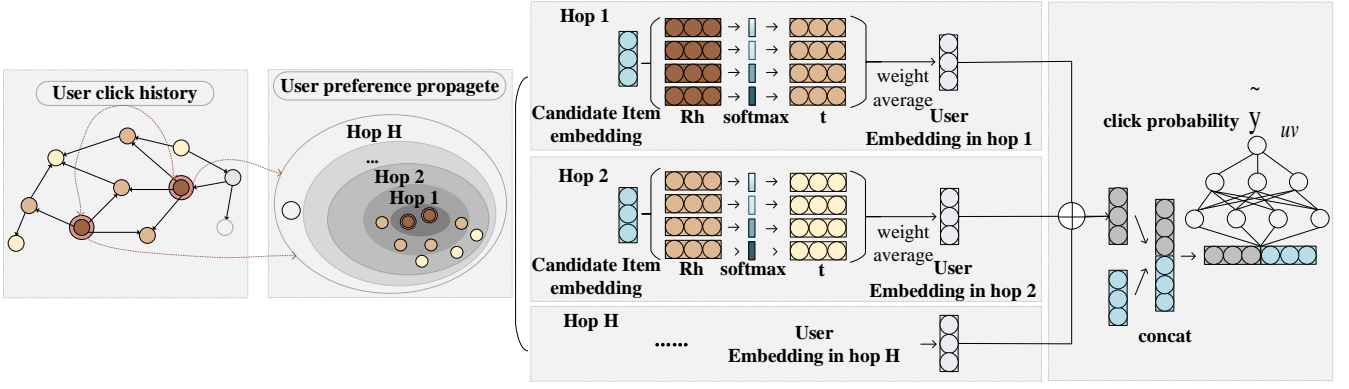 User click history
User preference propagete
Hop H
...
Hop 2
Hop 1
Hop 1
Candidate Item
embedding
Rh
softmax
t
weight
average
User
Embedding in hop 1
Hop 2
Candidate Item
embedding
Rh
softmax
t
weight
average
User
Embedding in hop 2
Hop H
......
User
Embedding in hop H
click probability
ỹ
uv
concat